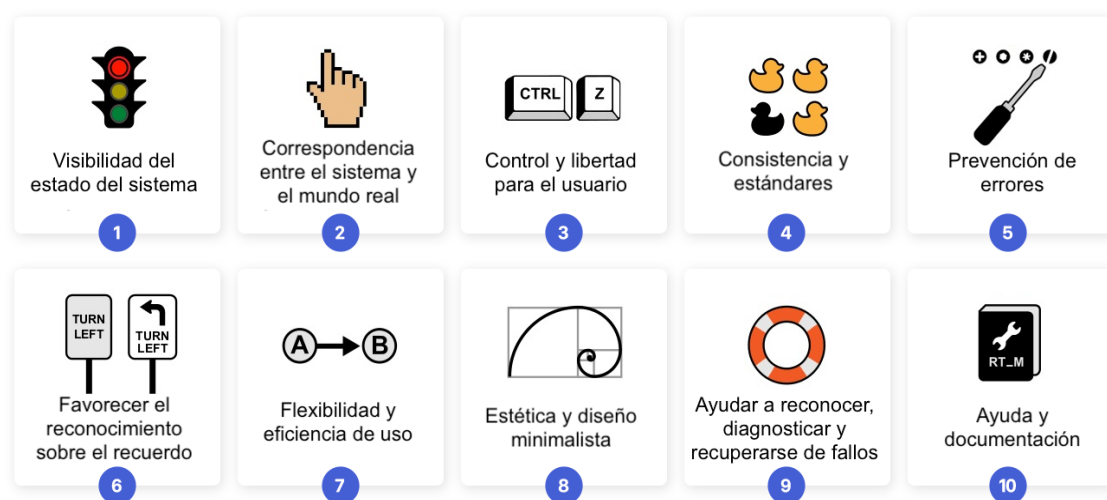 Visibilidad del
estado del sistema
1
Correspondencia
entre el sistema y
el mundo real
2
CTRL Z
Control y libertad
para el usuario
3
Consistencia y
estándares
4
Prevención de
errores
5
TURN
LEFT
TURN
LEFT
Favorecer el
reconocimiento
sobre el recuerdo
6
A B
Flexibilidad y
eficiencia de uso
7
Estética y diseño
minimalista
8
Ayudar a reconocer,
diagnosticar y
recuperarse de fallos
9
RT_M
Ayuda y
documentación
10